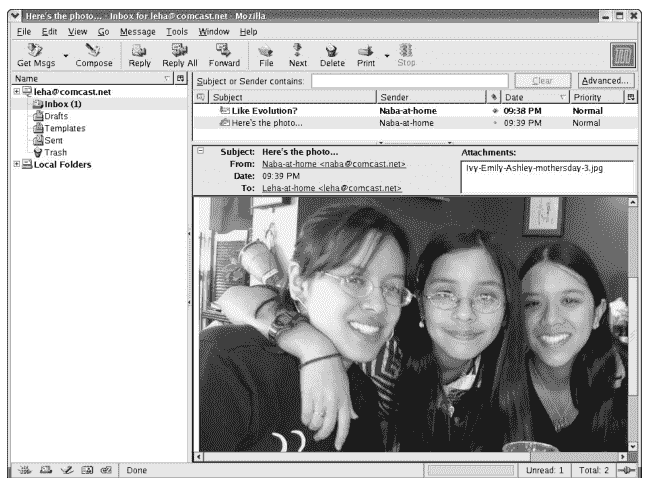 Here's the photo... - Inbox for leha@comcast.net - Mozilla
File Edit View Go Message Tools Window Help
Get Msgs Compose Reply Reply All Forward File Next Delete Print Stop
Name
leha@comcast.net
Inbox (1)
Drafts
Templates
Sent
Trash
Local Folders
Subject or Sender contains: Clear Advanced...
Subject Sender Date Priority
Like Evolution? Naba-at-home 09:38 PM Normal
Here's the photo... Naba-at-home 09:39 PM Normal
Subject: Here's the photo...
From: Naba-at-home <naba@comcast.net>
Date: 09:39 PM
To: Leha-at-home <leha@comcast.net>
Attachments:
Ivy-Emily-Ashley-mothersday-3.jpg
Done Unread: 1 Total: 2